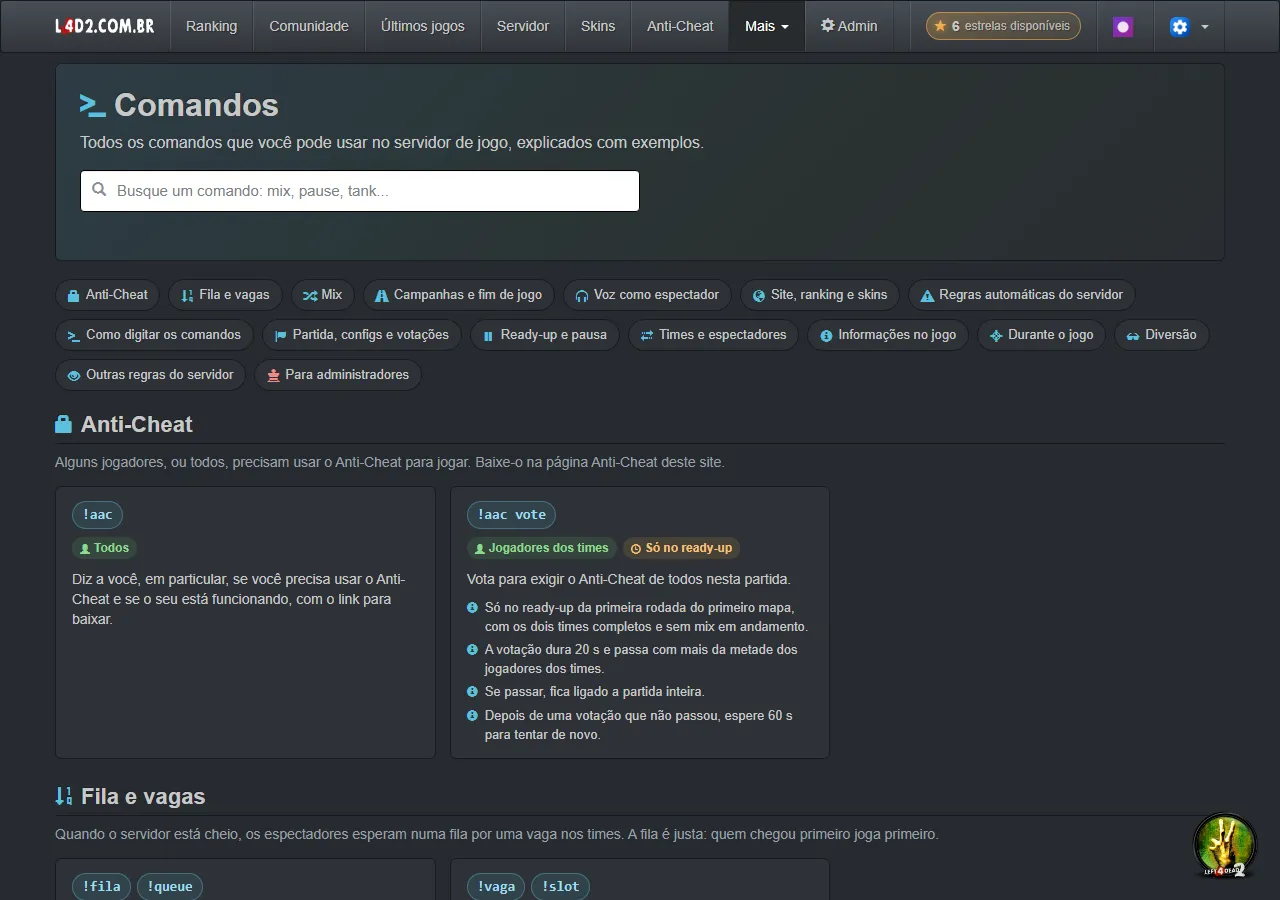 L4D2.COM.BR Ranking Comunidade Últimos jogos Servidor Skins Anti-Cheat Mais Admin 6 estrelas disponíveis
Comandos
Todos os comandos que você pode usar no servidor de jogo, explicados com exemplos.
Busque um comando: mix, pause, tank...
Anti-Cheat Fila e vagas Mix Campanhas e fim de jogo Voz como espectador Site, ranking e skins Regras automáticas do servidor
Como digitar os comandos Partida, configs e votações Ready-up e pausa Times e espectadores Informações no jogo Durante o jogo Diversão
Outras regras do servidor Para administradores
Anti-Cheat
Alguns jogadores, ou todos, precisam usar o Anti-Cheat para jogar. Baixe-o na página Anti-Cheat deste site.
!aac
Todos
Diz a você, em particular, se você precisa usar o Anti-
Cheat e se o seu está funcionando, com o link para
baixar.
!aac vote
Jogadores dos times Só no ready-up
Vota para exigir o Anti-Cheat de todos nesta partida.
Só no ready-up da primeira rodada do primeiro mapa,
com os dois times completos e sem mix em andamento.
A votação dura 20 s e passa com mais da metade dos
jogadores dos times.
Se passar, fica ligado a partida inteira.
Depois de uma votação que não passou, espere 60 s
para tentar de novo.
Fila e vagas
Quando o servidor está cheio, os espectadores esperam numa fila por uma vaga nos times. A fila é justa: quem chegou primeiro joga primeiro.
!fila !queue
!vaga !slot
LEFT 4 DEAD 2